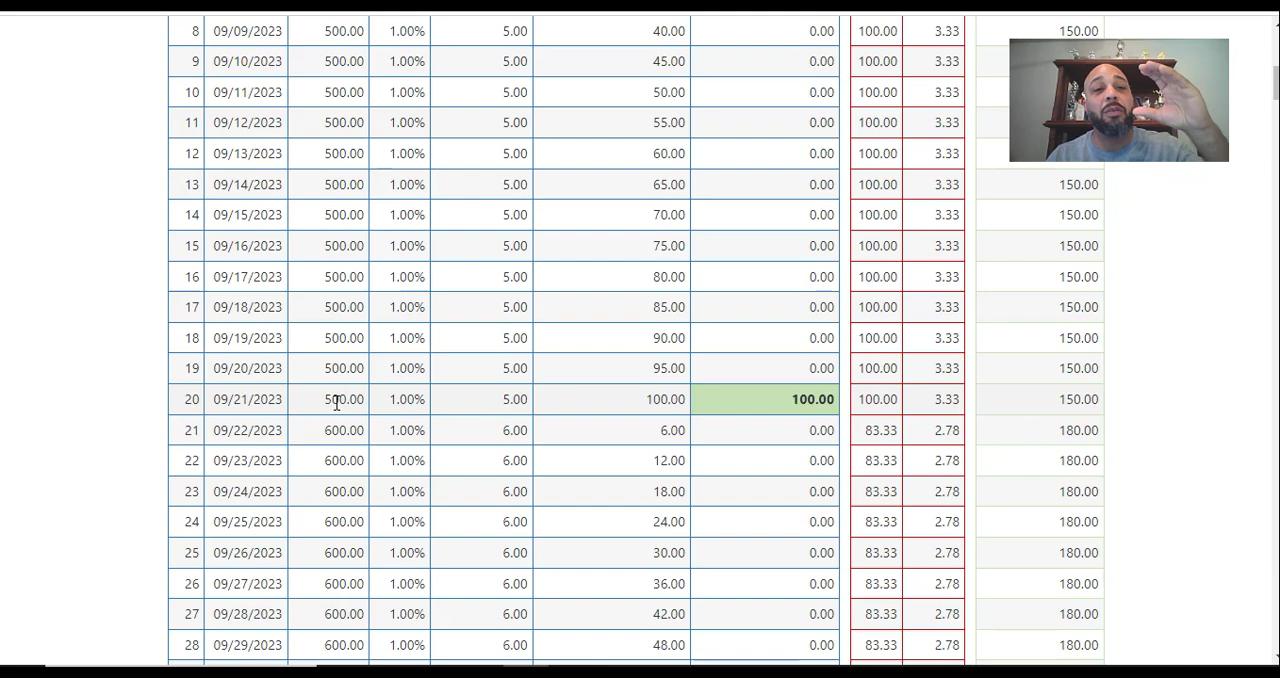 8 09/09/2023 500.00 1.00% 5.00 40.00 0.00 100.00 3.33 150.00
9 09/10/2023 500.00 1.00% 5.00 45.00 0.00 100.00 3.33
10 09/11/2023 500.00 1.00% 5.00 50.00 0.00 100.00 3.33
11 09/12/2023 500.00 1.00% 5.00 55.00 0.00 100.00 3.33
12 09/13/2023 500.00 1.00% 5.00 60.00 0.00 100.00 3.33
13 09/14/2023 500.00 1.00% 5.00 65.00 0.00 100.00 3.33 150.00
14 09/15/2023 500.00 1.00% 5.00 70.00 0.00 100.00 3.33 150.00
15 09/16/2023 500.00 1.00% 5.00 75.00 0.00 100.00 3.33 150.00
16 09/17/2023 500.00 1.00% 5.00 80.00 0.00 100.00 3.33 150.00
17 09/18/2023 500.00 1.00% 5.00 85.00 0.00 100.00 3.33 150.00
18 09/19/2023 500.00 1.00% 5.00 90.00 0.00 100.00 3.33 150.00
19 09/20/2023 500.00 1.00% 5.00 95.00 0.00 100.00 3.33 150.00
20 09/21/2023 500.00 1.00% 5.00 100.00 100.00 100.00 3.33 150.00
21 09/22/2023 600.00 1.00% 6.00 6.00 0.00 83.33 2.78 180.00
22 09/23/2023 600.00 1.00% 6.00 12.00 0.00 83.33 2.78 180.00
23 09/24/2023 600.00 1.00% 6.00 18.00 0.00 83.33 2.78 180.00
24 09/25/2023 600.00 1.00% 6.00 24.00 0.00 83.33 2.78 180.00
25 09/26/2023 600.00 1.00% 6.00 30.00 0.00 83.33 2.78 180.00
26 09/27/2023 600.00 1.00% 6.00 36.00 0.00 83.33 2.78 180.00
27 09/28/2023 600.00 1.00% 6.00 42.00 0.00 83.33 2.78 180.00
28 09/29/2023 600.00 1.00% 6.00 48.00 0.00 83.33 2.78 180.00